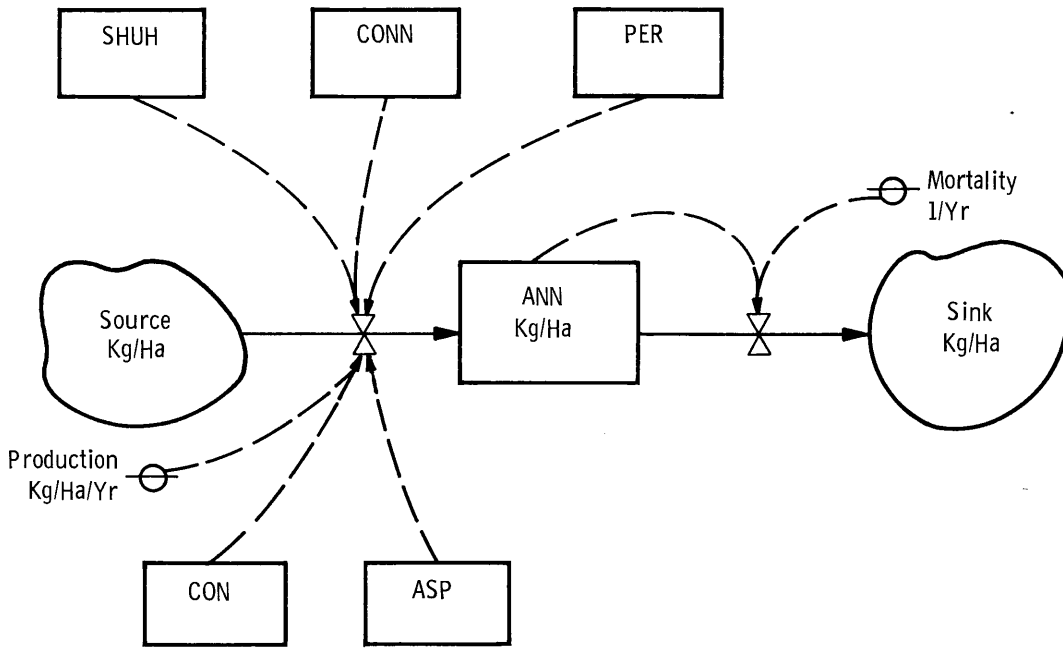 SHUH
CONN
PER
Mortality
1/Yr
Source
Kg/Ha
ANN
Kg/Ha
Sink
Kg/Ha
Production
Kg/Ha/Yr
CON
ASP